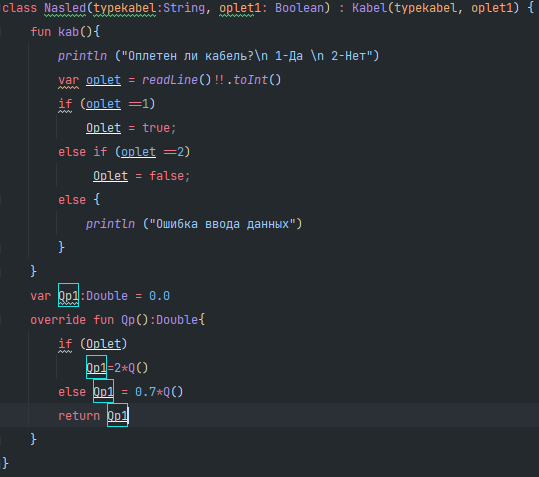 class Nasled(typekabel:String, oplet1: Boolean) : Kabel(typekabel, oplet1) {
    fun kab(){
        println ("Оплетен ли кабель?\n 1-Да \n 2-Нет")
        var oplet = readLine()!!.toInt()
        if (oplet ==1)
            Oplet = true;
        else if (oplet ==2)
             Oplet = false;
        else {
            println ("Ошибка ввода данных")
        }
    }
    var Qp1:Double = 0.0
    override fun Qp():Double{
        if (Oplet)
            Qp1=2*Q()
        else Qp1 = 0.7*Q()
        return Qp1
    }
}